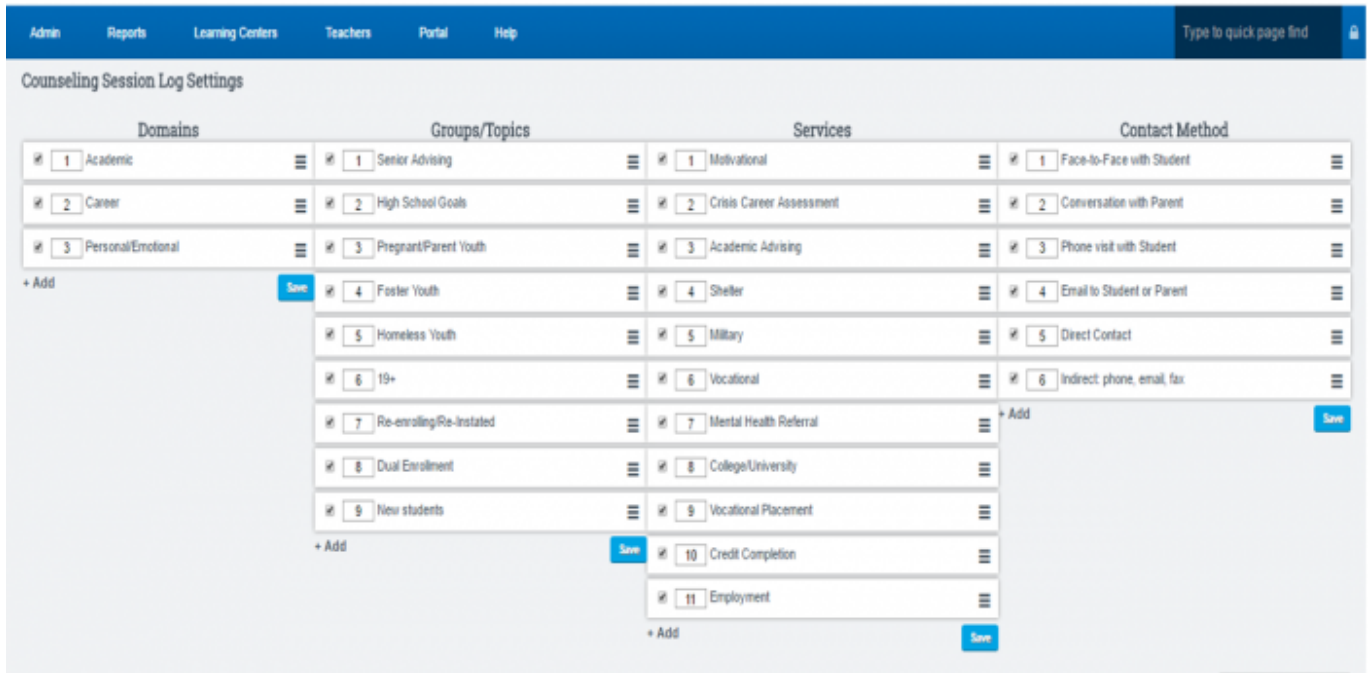 Admin Reports Learning Centers Teachers Portal Help Type to quick page find
Counseling Session Log Settings
Domains
1 Academic
2 Career
3 Personal/Emotional
+ Add Save
Groups/Topics
1 Senior Advising
2 High School Goals
3 Pregnant/Parent Youth
4 Foster Youth
5 Homeless Youth
6 19+
7 Re-enrolling/Re-Instated
8 Dual Enrollment
9 New students
+ Add Save
Services
1 Motivational
2 Crisis Career Assessment
3 Academic Advising
4 Shelter
5 Military
6 Vocational
7 Mental Health Referral
8 College/University
9 Vocational Placement
10 Credit Completion
11 Employment
+ Add Save
Contact Method
1 Face-to-Face with Student
2 Conversation with Parent
3 Phone visit with Student
4 Email to Student or Parent
5 Direct Contact
6 Indirect: phone, email, fax
+ Add Save